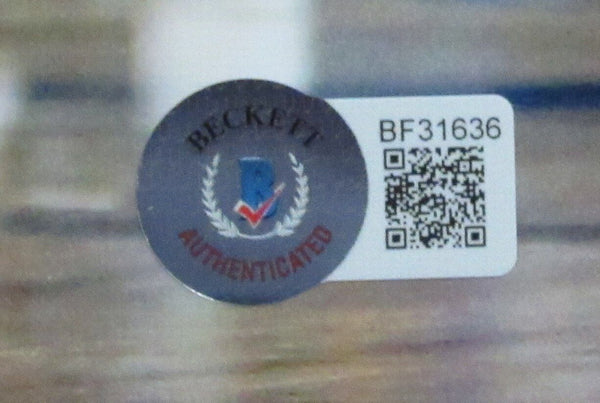 BECKETT
B
AUTHENTICATED
BF31636